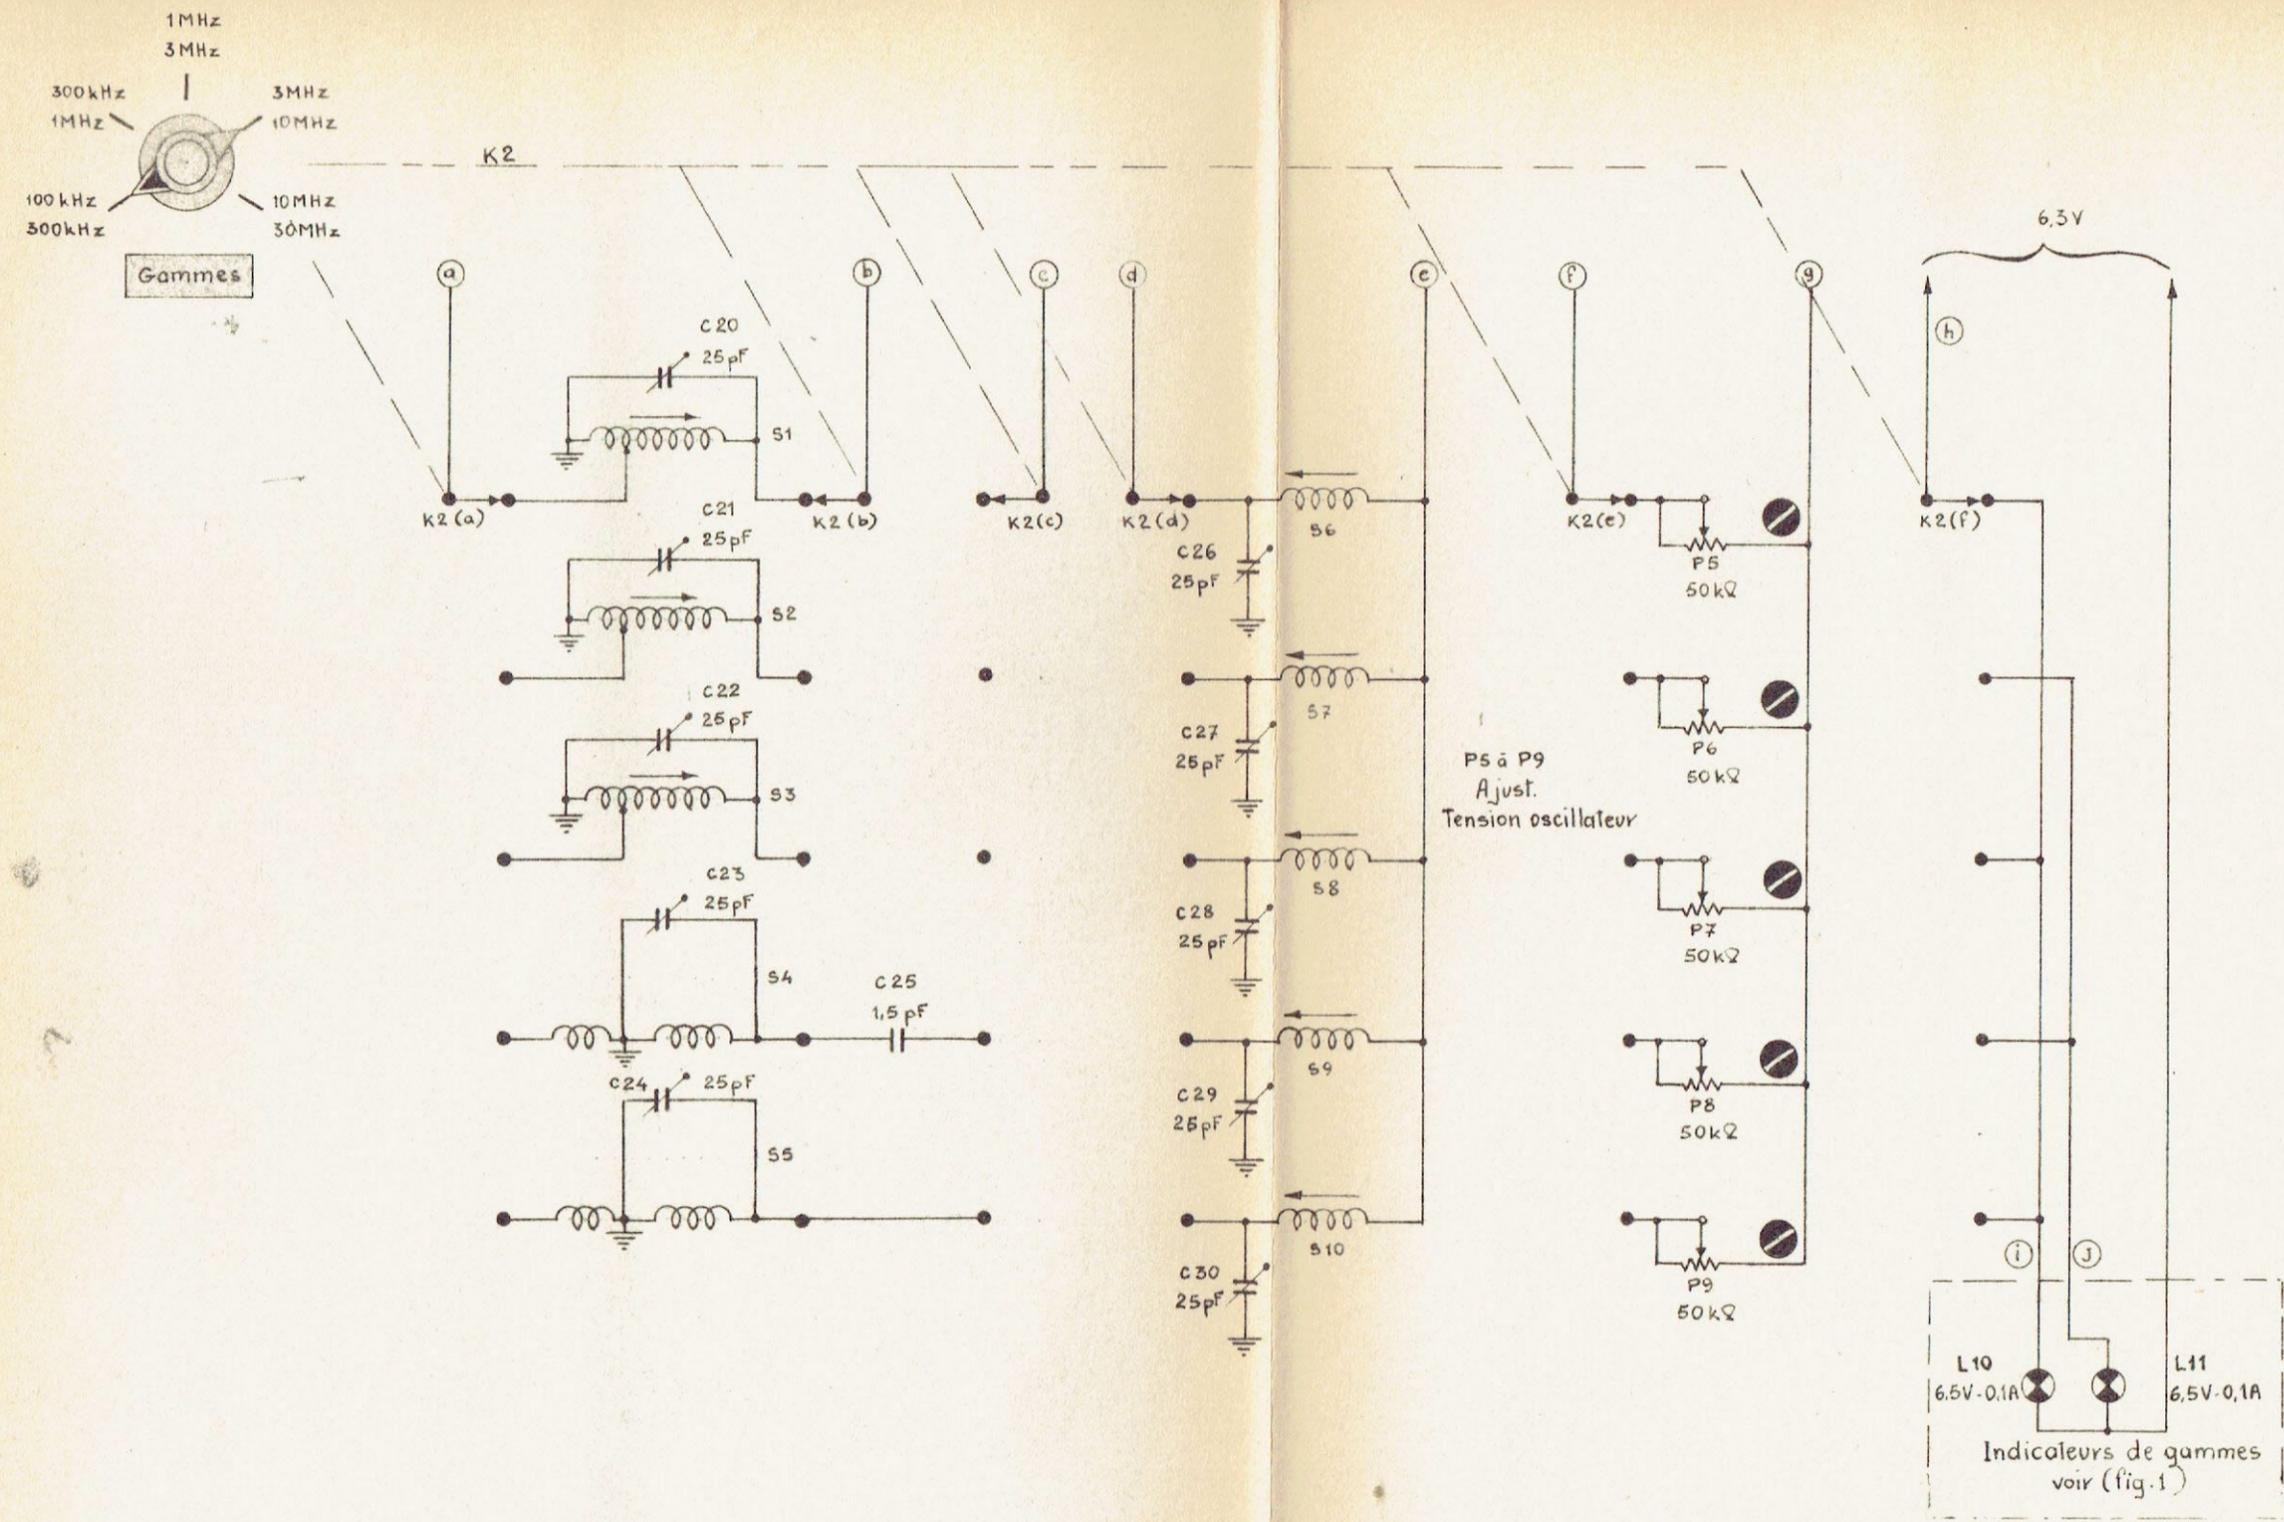 1MHz
3MHz
300kHz
1MHz
3MHz
10MHz
100kHz
300kHz
10MHz
30MHz
Gammes
K2
a
b
c
d
e
f
g
6,3V
h
C20
25pF
S1
K2(a)
K2(b)
K2(c)
K2(d)
S6
K2(e)
K2(f)
C21
25pF
S2
C26
25pF
P5
50kΩ
C22
25pF
S3
S7
C27
25pF
P6
50kΩ
P5 à P9
Ajust.
Tension oscillateur
C23
25pF
S4
S8
C28
25pF
P7
50kΩ
C25
1,5pF
C24
25pF
S5
S9
C29
25pF
P8
50kΩ
S10
C30
25pF
P9
50kΩ
i
J
L10
6,5V-0,1A
L11
6,5V-0,1A
Indicateurs de gammes
voir (fig.1)